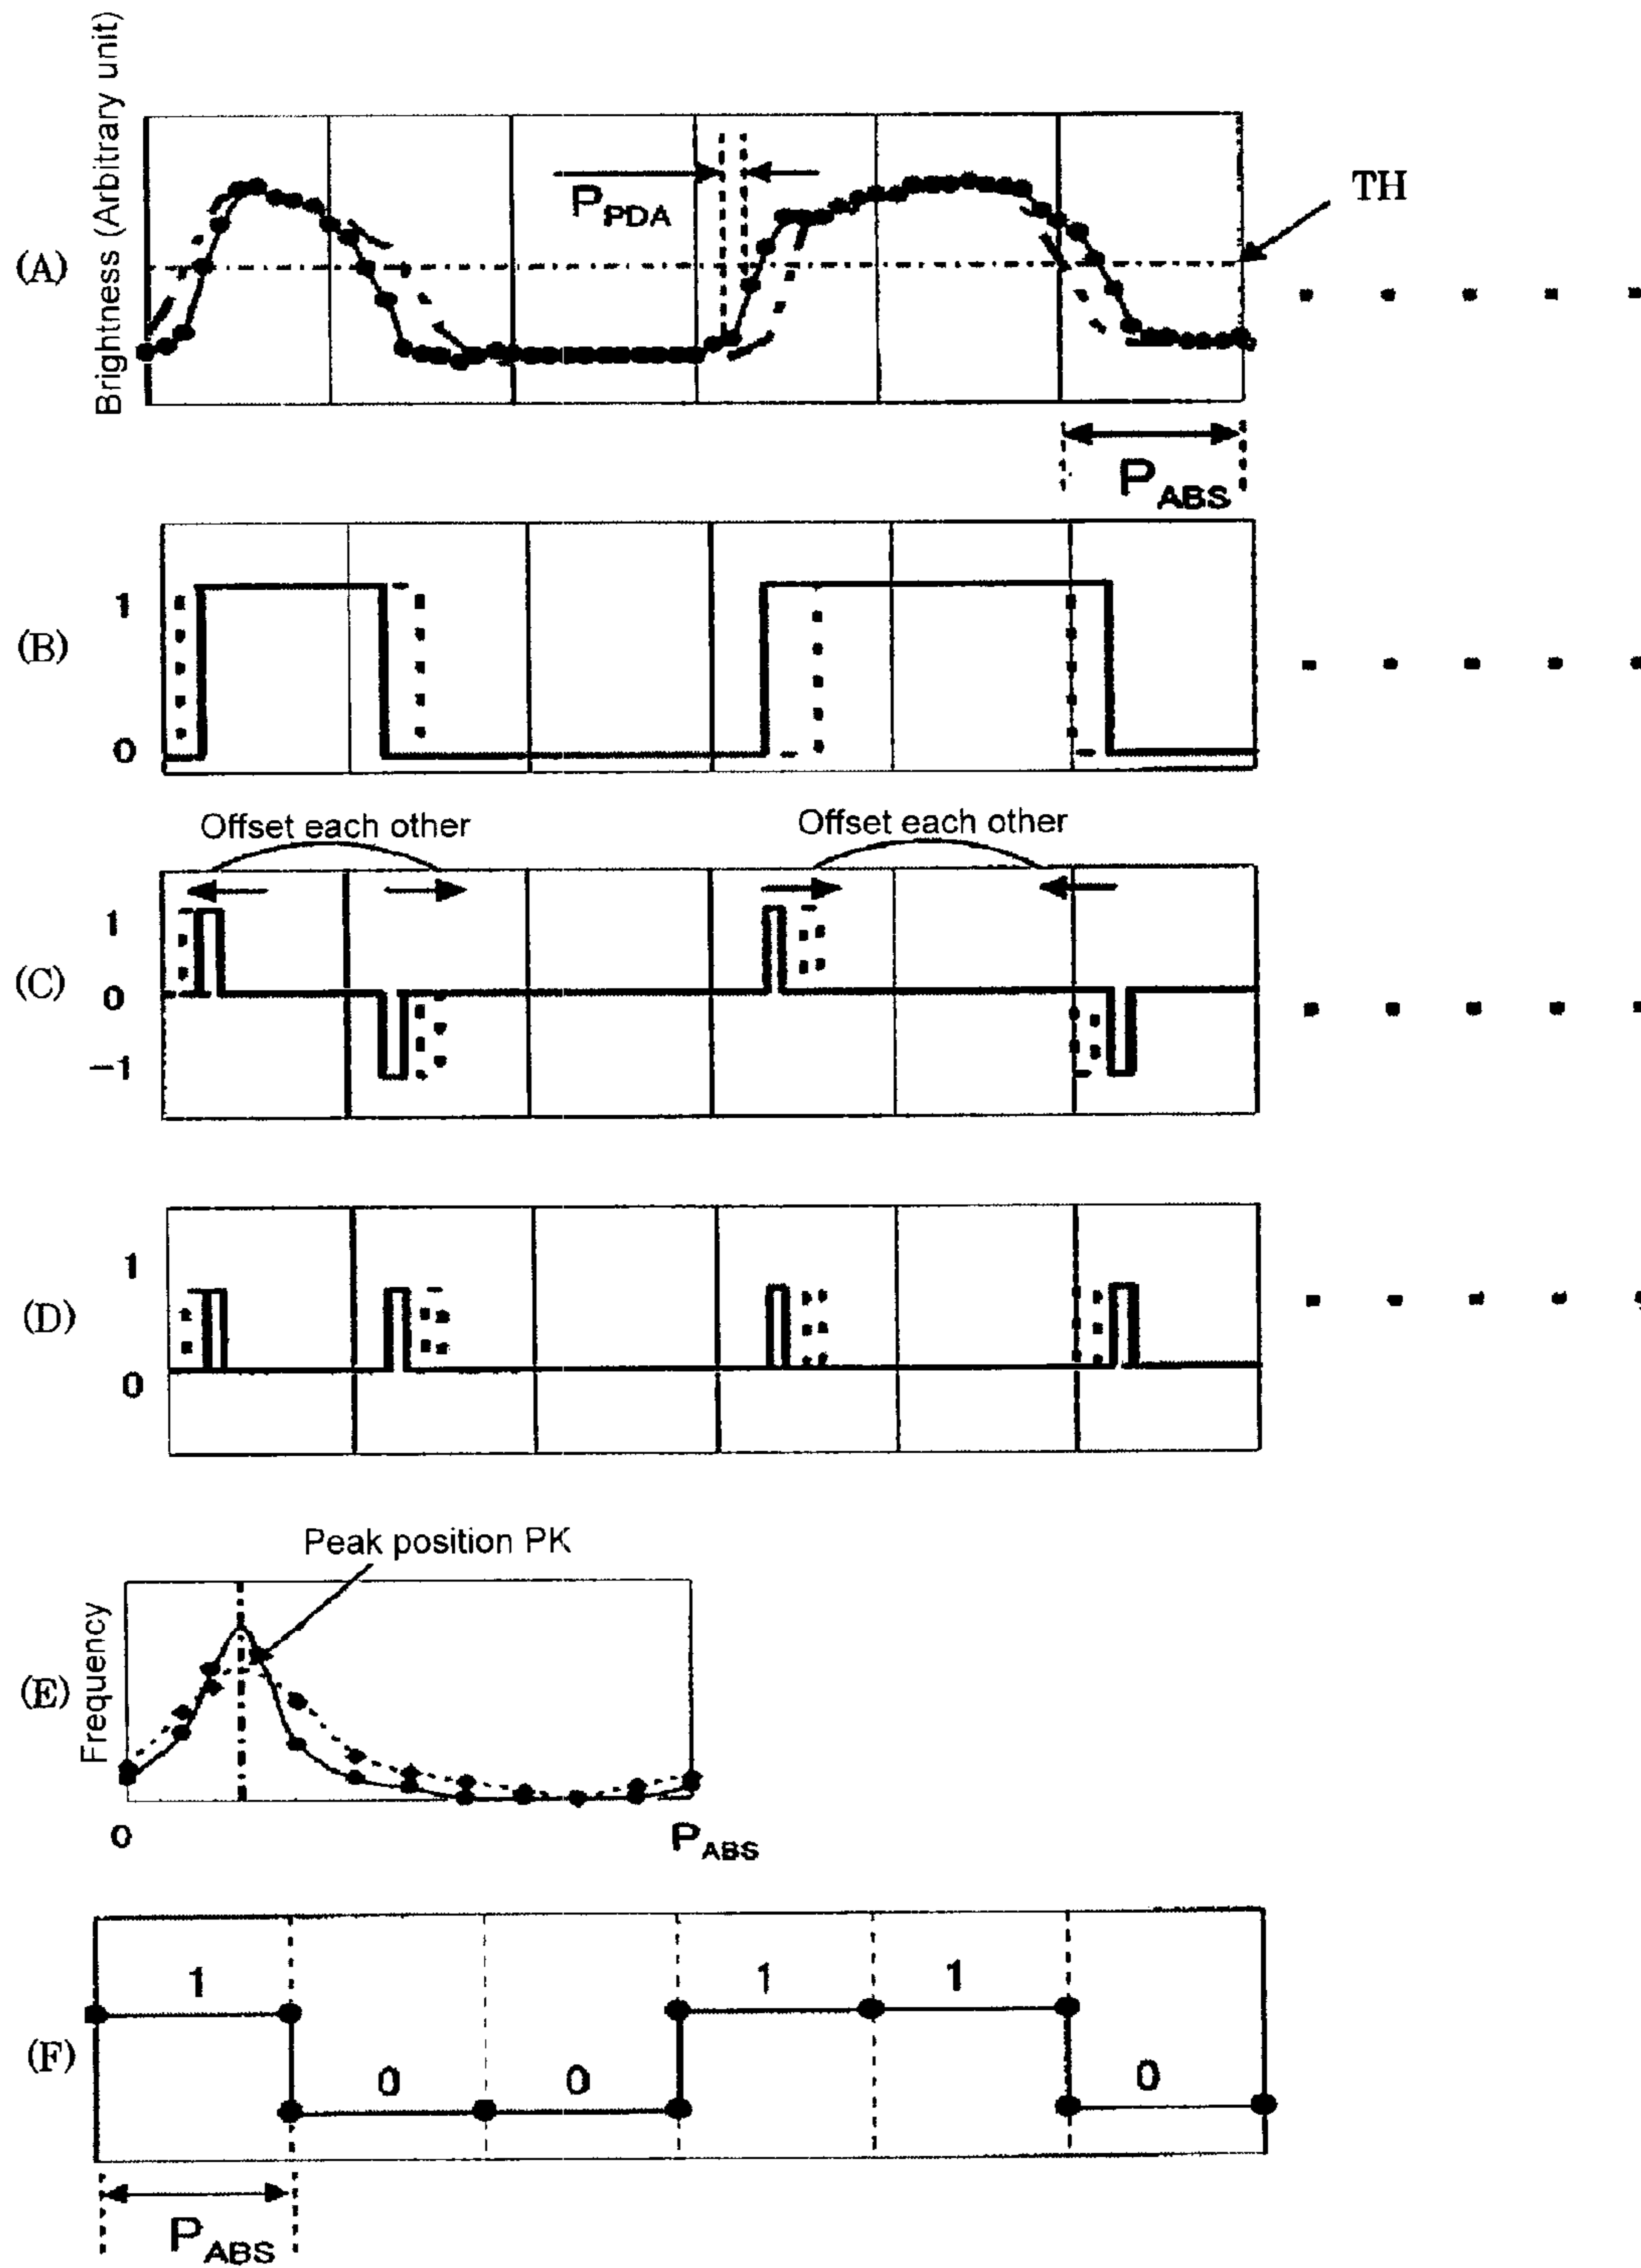 Brightness (Arbitrary unit)
(A)
P_PDA
TH
P_ABS
(B)
1
0
Offset each other
Offset each other
(C)
1
0
-1
(D)
1
0
Peak position PK
(E)
Frequency
0
P_ABS
(F)
1
0
0
1
1
0
P_ABS